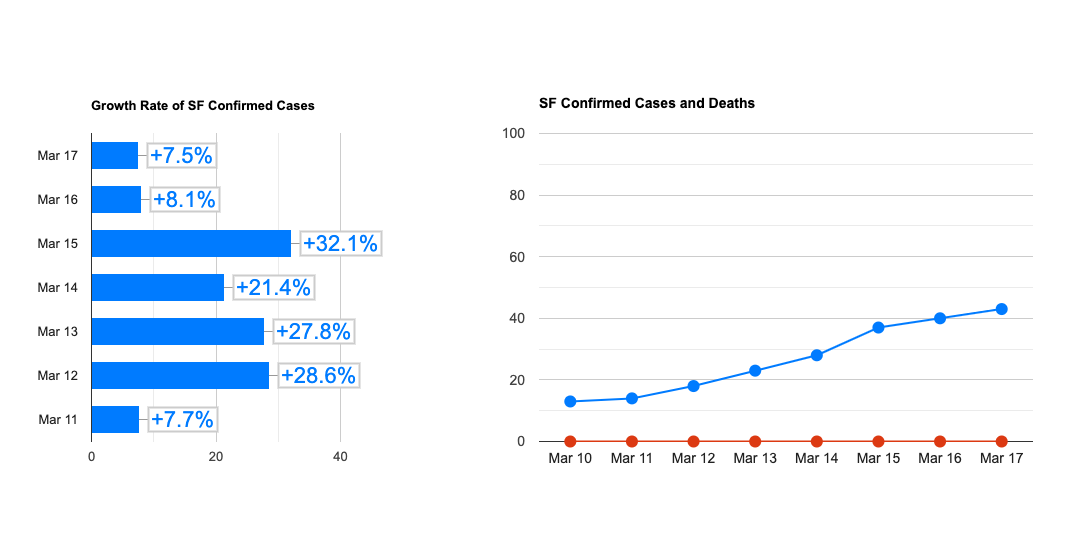 Growth Rate of SF Confirmed Cases
Mar 17 +7.5%
Mar 16 +8.1%
Mar 15 +32.1%
Mar 14 +21.4%
Mar 13 +27.8%
Mar 12 +28.6%
Mar 11 +7.7%
0 20 40
SF Confirmed Cases and Deaths
100
80
60
40
20
0
Mar 10 Mar 11 Mar 12 Mar 13 Mar 14 Mar 15 Mar 16 Mar 17